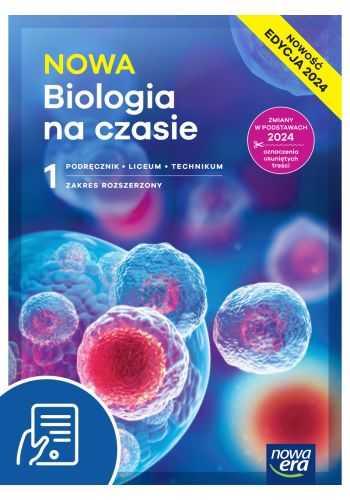 NOWOŚĆ
EDYCJA 2024
NOWA
Biologia
na czasie
ZMIANY
W PODSTAWACH
2024
oznaczenia
usuniętych
treści
1
PODRĘCZNIK • LICEUM • TECHNIKUM
ZAKRES ROZSZERZONY
nowa
era